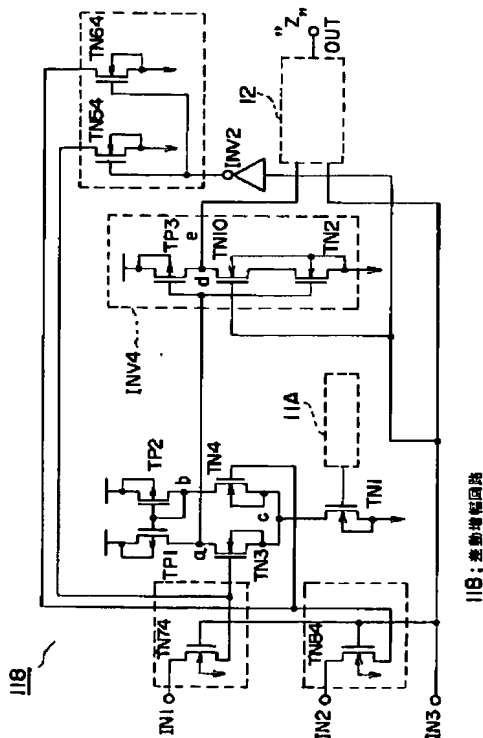 118
IN1
IN2
IN3
TN74
TN84
TP1
TP2
a
b
TN3
TN4
c
TN1
11A
INV4
TP3
d
e
TN10
TN2
INV2
TN54
TN64
12
"Z"
OUT
118; 差動増幅回路